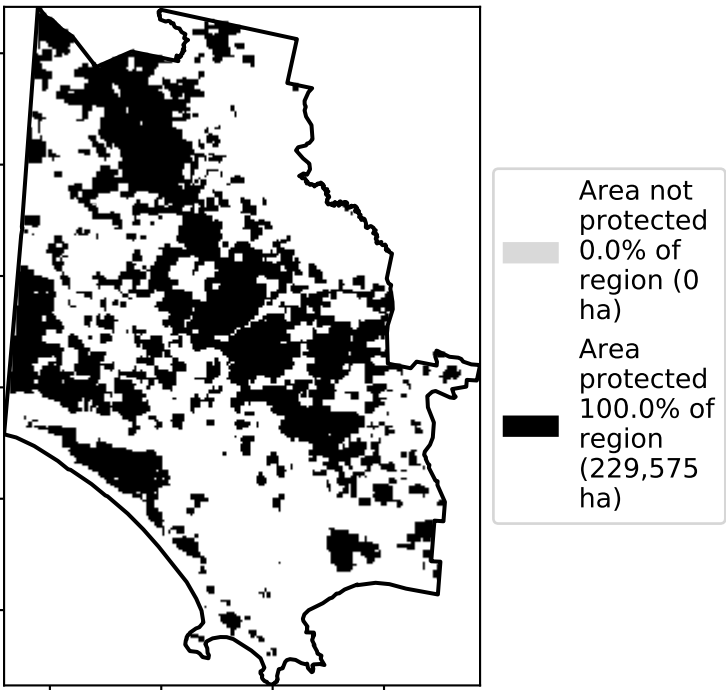 Area not
protected
0.0% of
region (0
ha)
Area
protected
100.0% of
region
(229,575
ha)